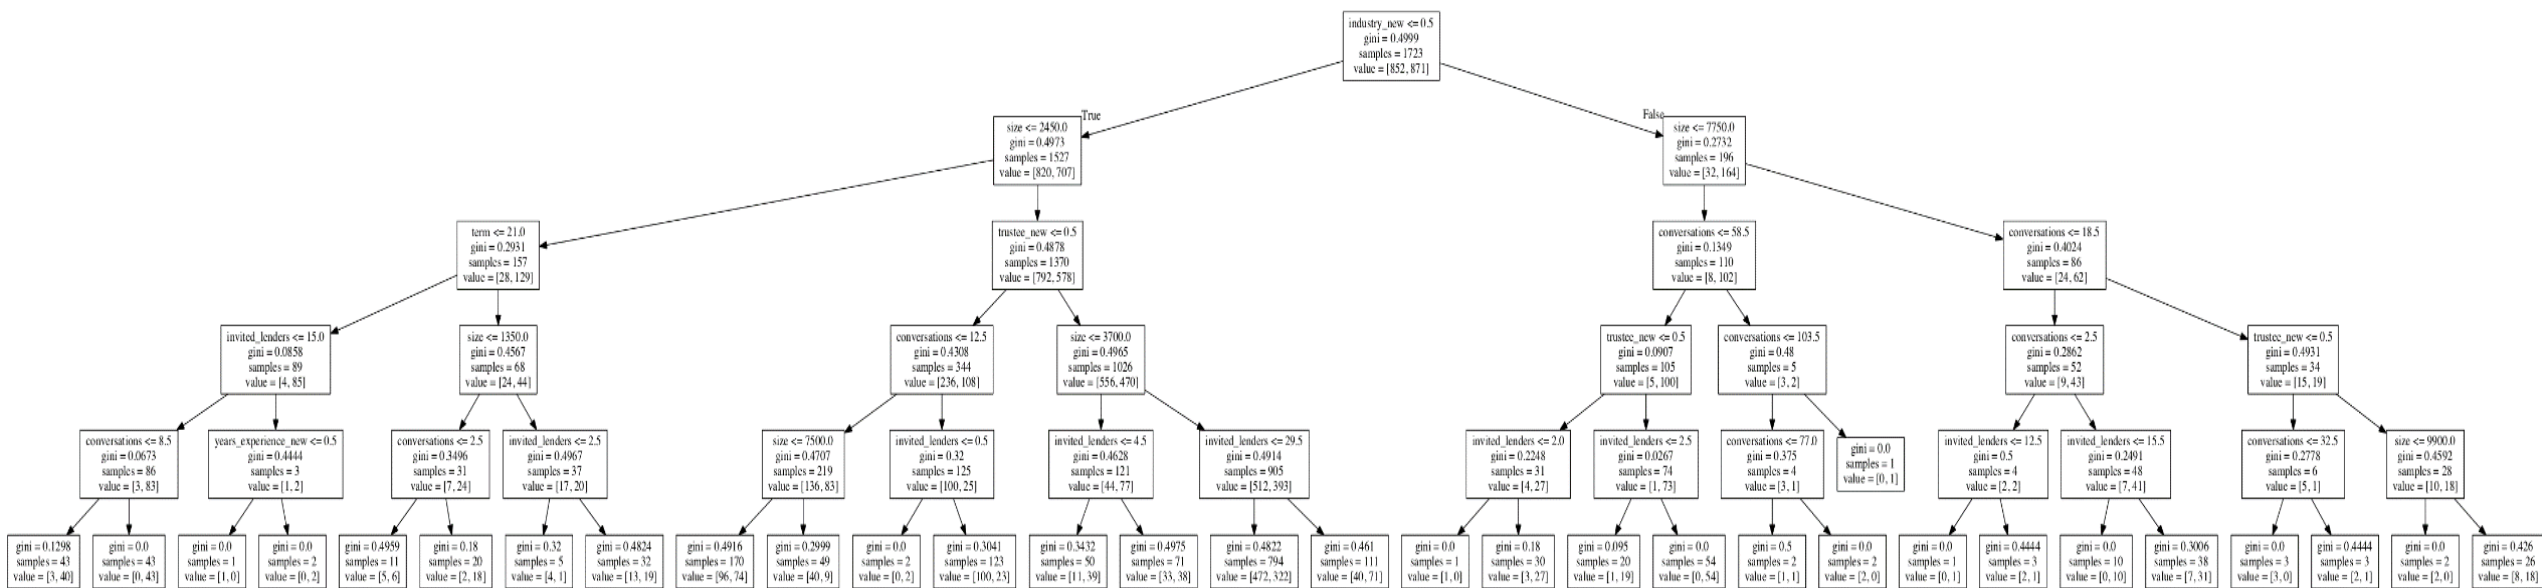 industry_new <= 0.5
gini = 0.4999
samples = 1723
value = [852, 871]
True
False
size <= 2450.0
gini = 0.4973
samples = 1527
value = [820, 707]
size <= 7750.0
gini = 0.2732
samples = 196
value = [32, 164]
term <= 21.0
gini = 0.2931
samples = 157
value = [28, 129]
trustee_new <= 0.5
gini = 0.4878
samples = 1370
value = [792, 578]
conversations <= 58.5
gini = 0.1349
samples = 110
value = [8, 102]
conversations <= 18.5
gini = 0.4024
samples = 86
value = [24, 62]
invited_lenders <= 15.0
gini = 0.0858
samples = 89
value = [4, 85]
size <= 1350.0
gini = 0.4567
samples = 68
value = [24, 44]
conversations <= 12.5
gini = 0.4308
samples = 344
value = [236, 108]
size <= 3700.0
gini = 0.4965
samples = 1026
value = [556, 470]
trustee_new <= 0.5
gini = 0.0907
samples = 105
value = [5, 100]
conversations <= 103.5
gini = 0.48
samples = 5
value = [3, 2]
conversations <= 2.5
gini = 0.2862
samples = 52
value = [9, 43]
trustee_new <= 0.5
gini = 0.4931
samples = 34
value = [15, 19]
conversations <= 8.5
gini = 0.0673
samples = 86
value = [3, 83]
years_experience_new <= 0.5
gini = 0.4444
samples = 3
value = [1, 2]
conversations <= 2.5
gini = 0.3496
samples = 31
value = [7, 24]
invited_lenders <= 2.5
gini = 0.4967
samples = 37
value = [17, 20]
size <= 7500.0
gini = 0.4707
samples = 219
value = [136, 83]
invited_lenders <= 0.5
gini = 0.32
samples = 125
value = [100, 25]
invited_lenders <= 4.5
gini = 0.4628
samples = 121
value = [44, 77]
invited_lenders <= 29.5
gini = 0.4914
samples = 905
value = [512, 393]
invited_lenders <= 2.0
gini = 0.2248
samples = 31
value = [4, 27]
invited_lenders <= 2.5
gini = 0.0267
samples = 74
value = [1, 73]
conversations <= 77.0
gini = 0.375
samples = 4
value = [3, 1]
gini = 0.0
samples = 1
value = [0, 1]
invited_lenders <= 12.5
gini = 0.5
samples = 4
value = [2, 2]
invited_lenders <= 15.5
gini = 0.2491
samples = 48
value = [7, 41]
conversations <= 32.5
gini = 0.2778
samples = 6
value = [5, 1]
size <= 9900.0
gini = 0.4592
samples = 28
value = [10, 18]
gini = 0.1298
samples = 43
value = [3, 40]
gini = 0.0
samples = 43
value = [0, 43]
gini = 0.0
samples = 1
value = [1, 0]
gini = 0.0
samples = 2
value = [0, 2]
gini = 0.4959
samples = 11
value = [5, 6]
gini = 0.18
samples = 20
value = [2, 18]
gini = 0.32
samples = 5
value = [4, 1]
gini = 0.4824
samples = 32
value = [13, 19]
gini = 0.4916
samples = 170
value = [96, 74]
gini = 0.2999
samples = 49
value = [40, 9]
gini = 0.0
samples = 2
value = [0, 2]
gini = 0.3041
samples = 123
value = [100, 23]
gini = 0.3432
samples = 50
value = [11, 39]
gini = 0.4975
samples = 71
value = [33, 38]
gini = 0.4822
samples = 794
value = [472, 322]
gini = 0.461
samples = 111
value = [40, 71]
gini = 0.0
samples = 1
value = [1, 0]
gini = 0.18
samples = 30
value = [3, 27]
gini = 0.095
samples = 20
value = [1, 19]
gini = 0.0
samples = 54
value = [0, 54]
gini = 0.5
samples = 2
value = [1, 1]
gini = 0.0
samples = 2
value = [2, 0]
gini = 0.0
samples = 1
value = [0, 1]
gini = 0.4444
samples = 3
value = [2, 1]
gini = 0.0
samples = 10
value = [0, 10]
gini = 0.3006
samples = 38
value = [7, 31]
gini = 0.0
samples = 3
value = [3, 0]
gini = 0.4444
samples = 3
value = [2, 1]
gini = 0.0
samples = 2
value = [2, 0]
gini = 0.426
samples = 26
value = [8, 18]